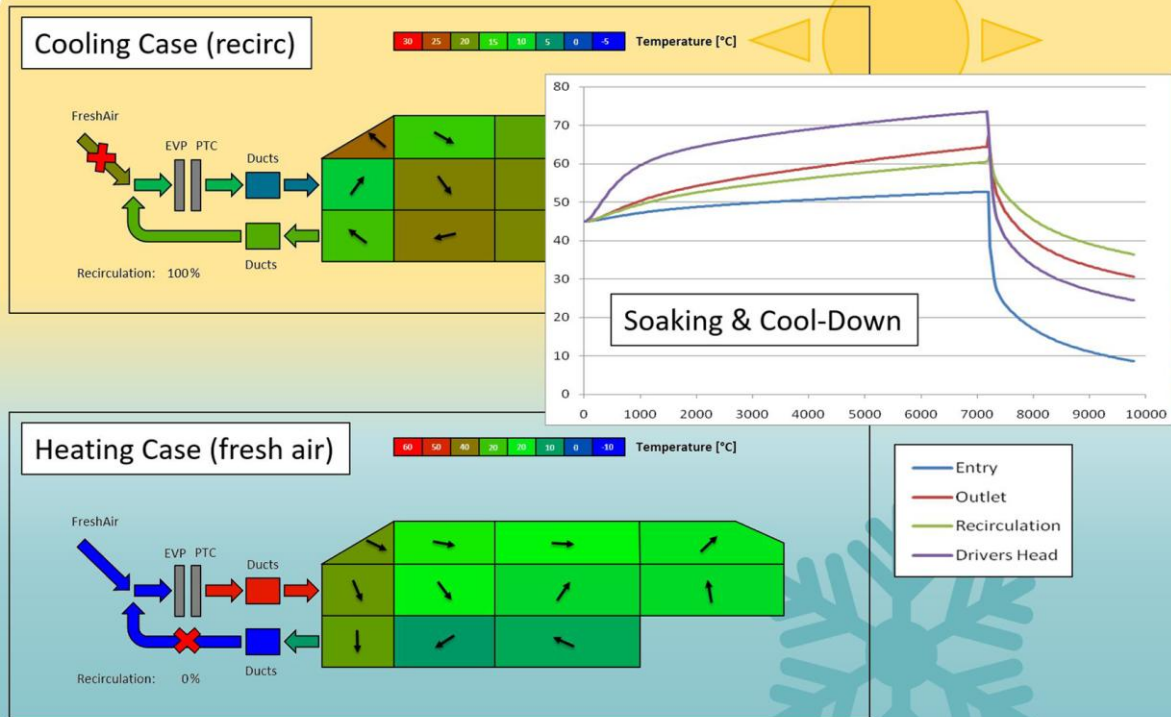 Cooling Case (recirc)
30 25 20 15 10 5 0 -5 Temperature [°C]
FreshAir
EVP PTC
Ducts
Ducts
Recirculation: 100%
80
70
60
50
40
30
20
10
0
0 1000 2000 3000 4000 5000 6000 7000 8000 9000 10000
Soaking & Cool-Down
Entry
Outlet
Recirculation
Drivers Head
Heating Case (fresh air)
60 50 40 20 20 10 0 -10 Temperature [°C]
FreshAir
EVP PTC
Ducts
Ducts
Recirculation: 0%